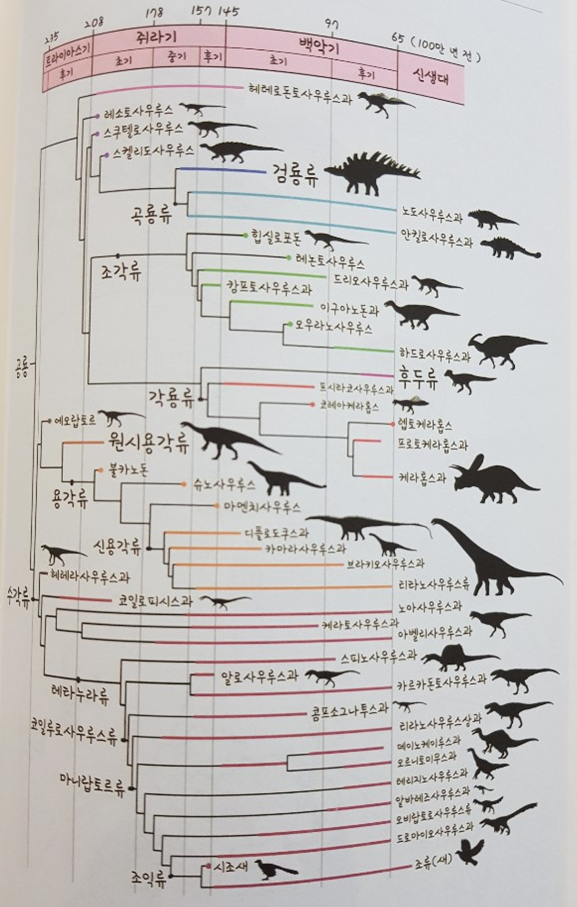 235 208 178 157 145 97 65 (100만 년 전)
트라이아스기 쥐라기 백악기 신생대
후기 초기 중기 후기 초기 후기
헤테로돈토사우루스과
레소토사우루스
스쿠텔로사우루스
스켈리도사우루스
검룡류
노도사우루스과
곡룡류
안킬로사우루스과
힙실로포돈
테논토사우루스
조각류
드리오사우루스과
캄프토사우루스과
이구아노돈과
오우라노사우루스
하드로사우루스과
공룡
후두류
프시타코사우루스과
각룡류
코레아케라톱스
렙토케라톱스
에오랍토르
프로토케라톱스과
원시용각류
불카노돈
케라톱스과
슈노사우루스
용각류
마멘치사우루스
디플로도쿠스과
신용각류
카마라사우루스과
브라키오사우루스과
헤레라사우루스과
티타노사우루스류
수각류
코일로피시스과
노아사우루스과
케라토사우루스과
아벨리사우루스과
스피노사우루스과
알로사우루스과
카르카돈토사우루스과
테타누라류
콤프소그나투스과
티라노사우루스상과
코일루로사우루스류
데이노케이루스과
오르니토미무스과
마니랍토르류
테리지노사우루스과
알바레즈사우루스과
오비랍토로사우루스류
드로마이오사우루스과
시조새
조류(새)
조익류